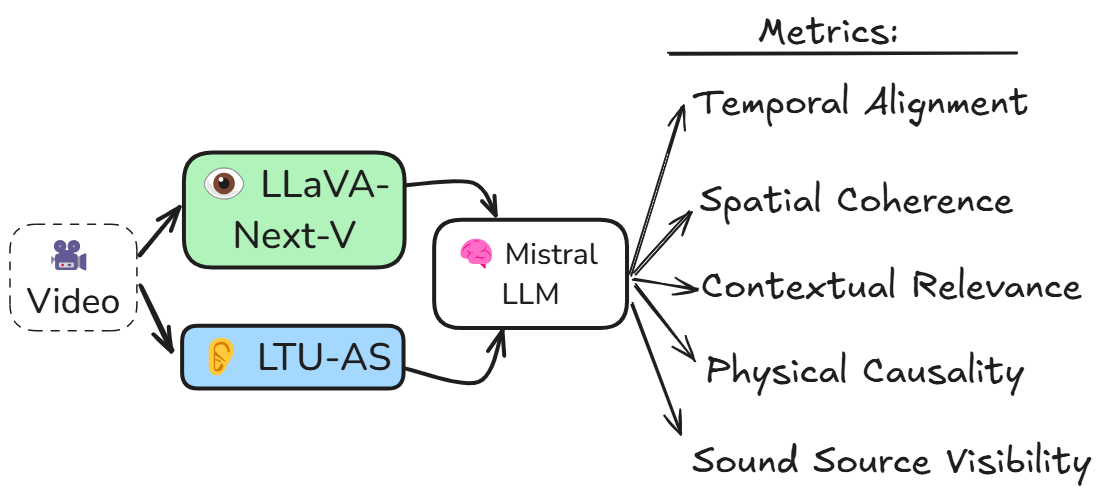 Metrics:
Temporal Alignment
LLaVA-
Next-V
Spatial Coherence
Mistral
LLM
Video
Contextual Relevance
LTU-AS
Physical Causality
Sound Source Visibility